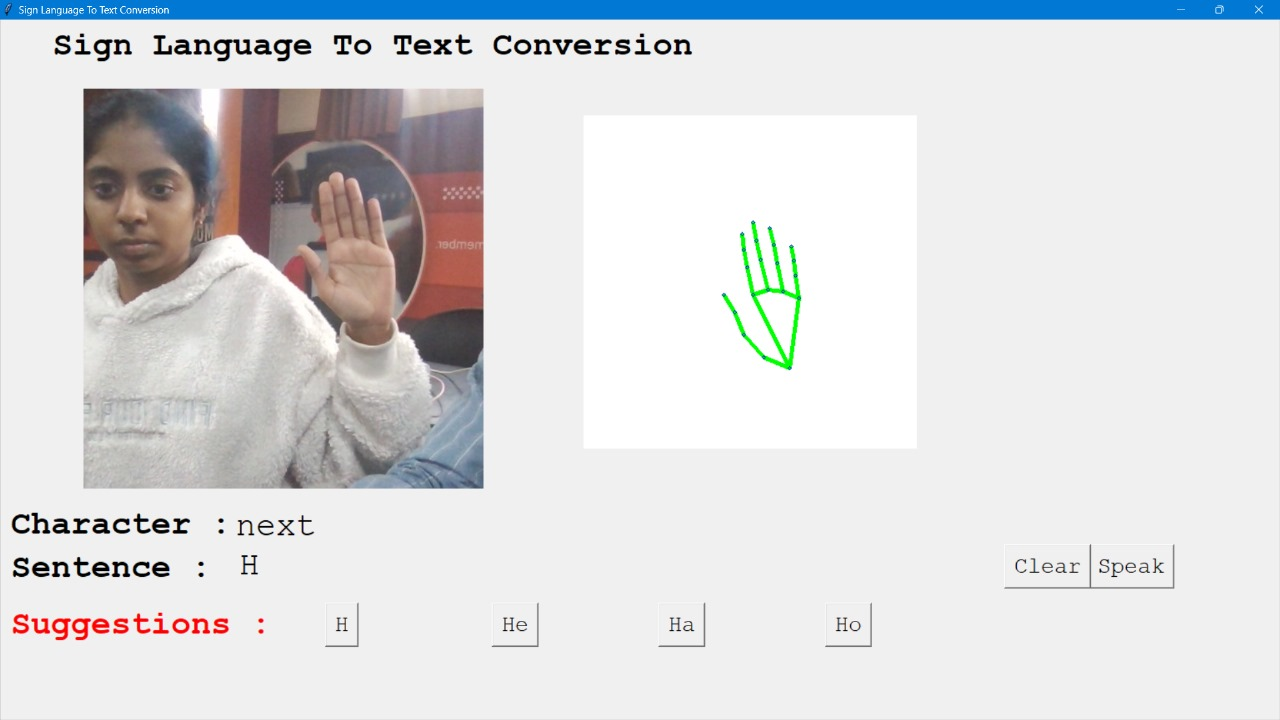 Sign Language To Text Conversion
Sign Language To Text Conversion
Character : next
Sentence : H
Clear Speak
Suggestions : H He Ha Ho